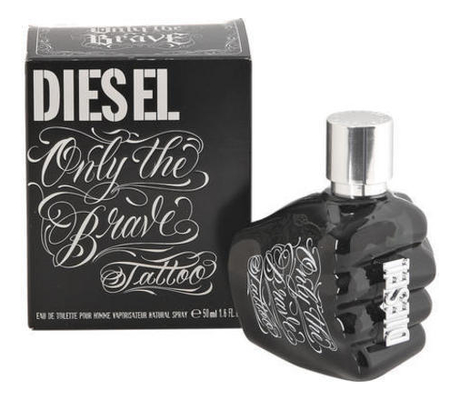 Only the
Brave
DIESEL
Only the
Brave
Tattoo
EAU DE TOILETTE POUR HOMME VAPORISATEUR NATURAL SPRAY e 50 ml 1.6 fl.
Only the
Brave
Tattoo
DIESEL